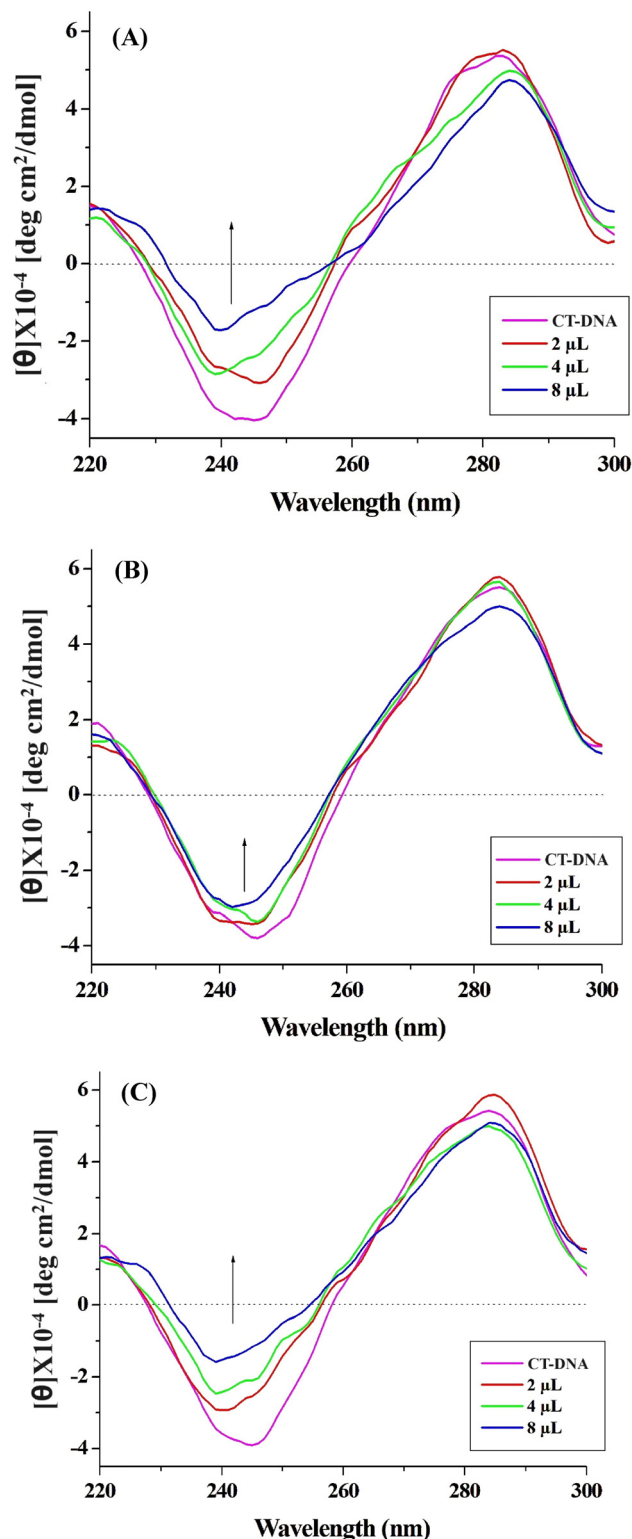 (A)
[θ]X10⁻⁴ [deg cm²/dmol]
6
4
2
0
-2
-4
CT-DNA
2 μL
4 μL
8 μL
220 240 260 280 300
Wavelength (nm)
(B)
[θ]X10⁻⁴ [deg cm²/dmol]
6
4
2
0
-2
-4
CT-DNA
2 μL
4 μL
8 μL
220 240 260 280 300
Wavelength (nm)
(C)
[θ]X10⁻⁴ [deg cm²/dmol]
6
4
2
0
-2
-4
CT-DNA
2 μL
4 μL
8 μL
220 240 260 280 300
Wavelength (nm)